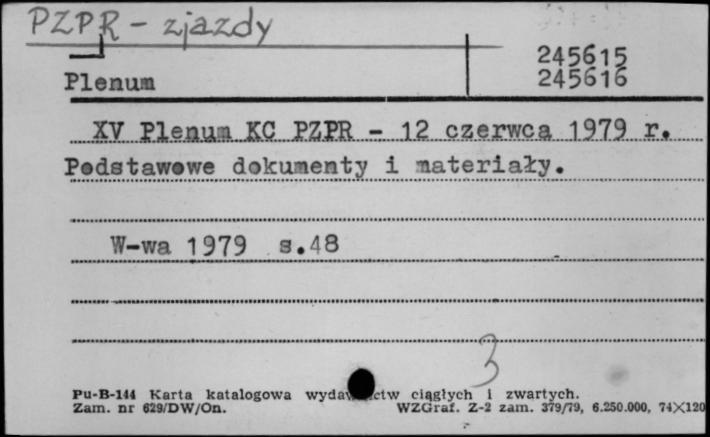 PZPR - zjazdy
245615
Plenum 245616
XV Plenum KC PZPR - 12 czerwca 1979 r.
Podstawowe dokumenty i materiały.
W-wa 1979 s.48
3
Pu-B-144 Karta katalogowa ciągłych i zwartych.
Zam. nr 629/DW/On. WZGraf. Z-2 zam. 379/79, 6.250.000, 74X120